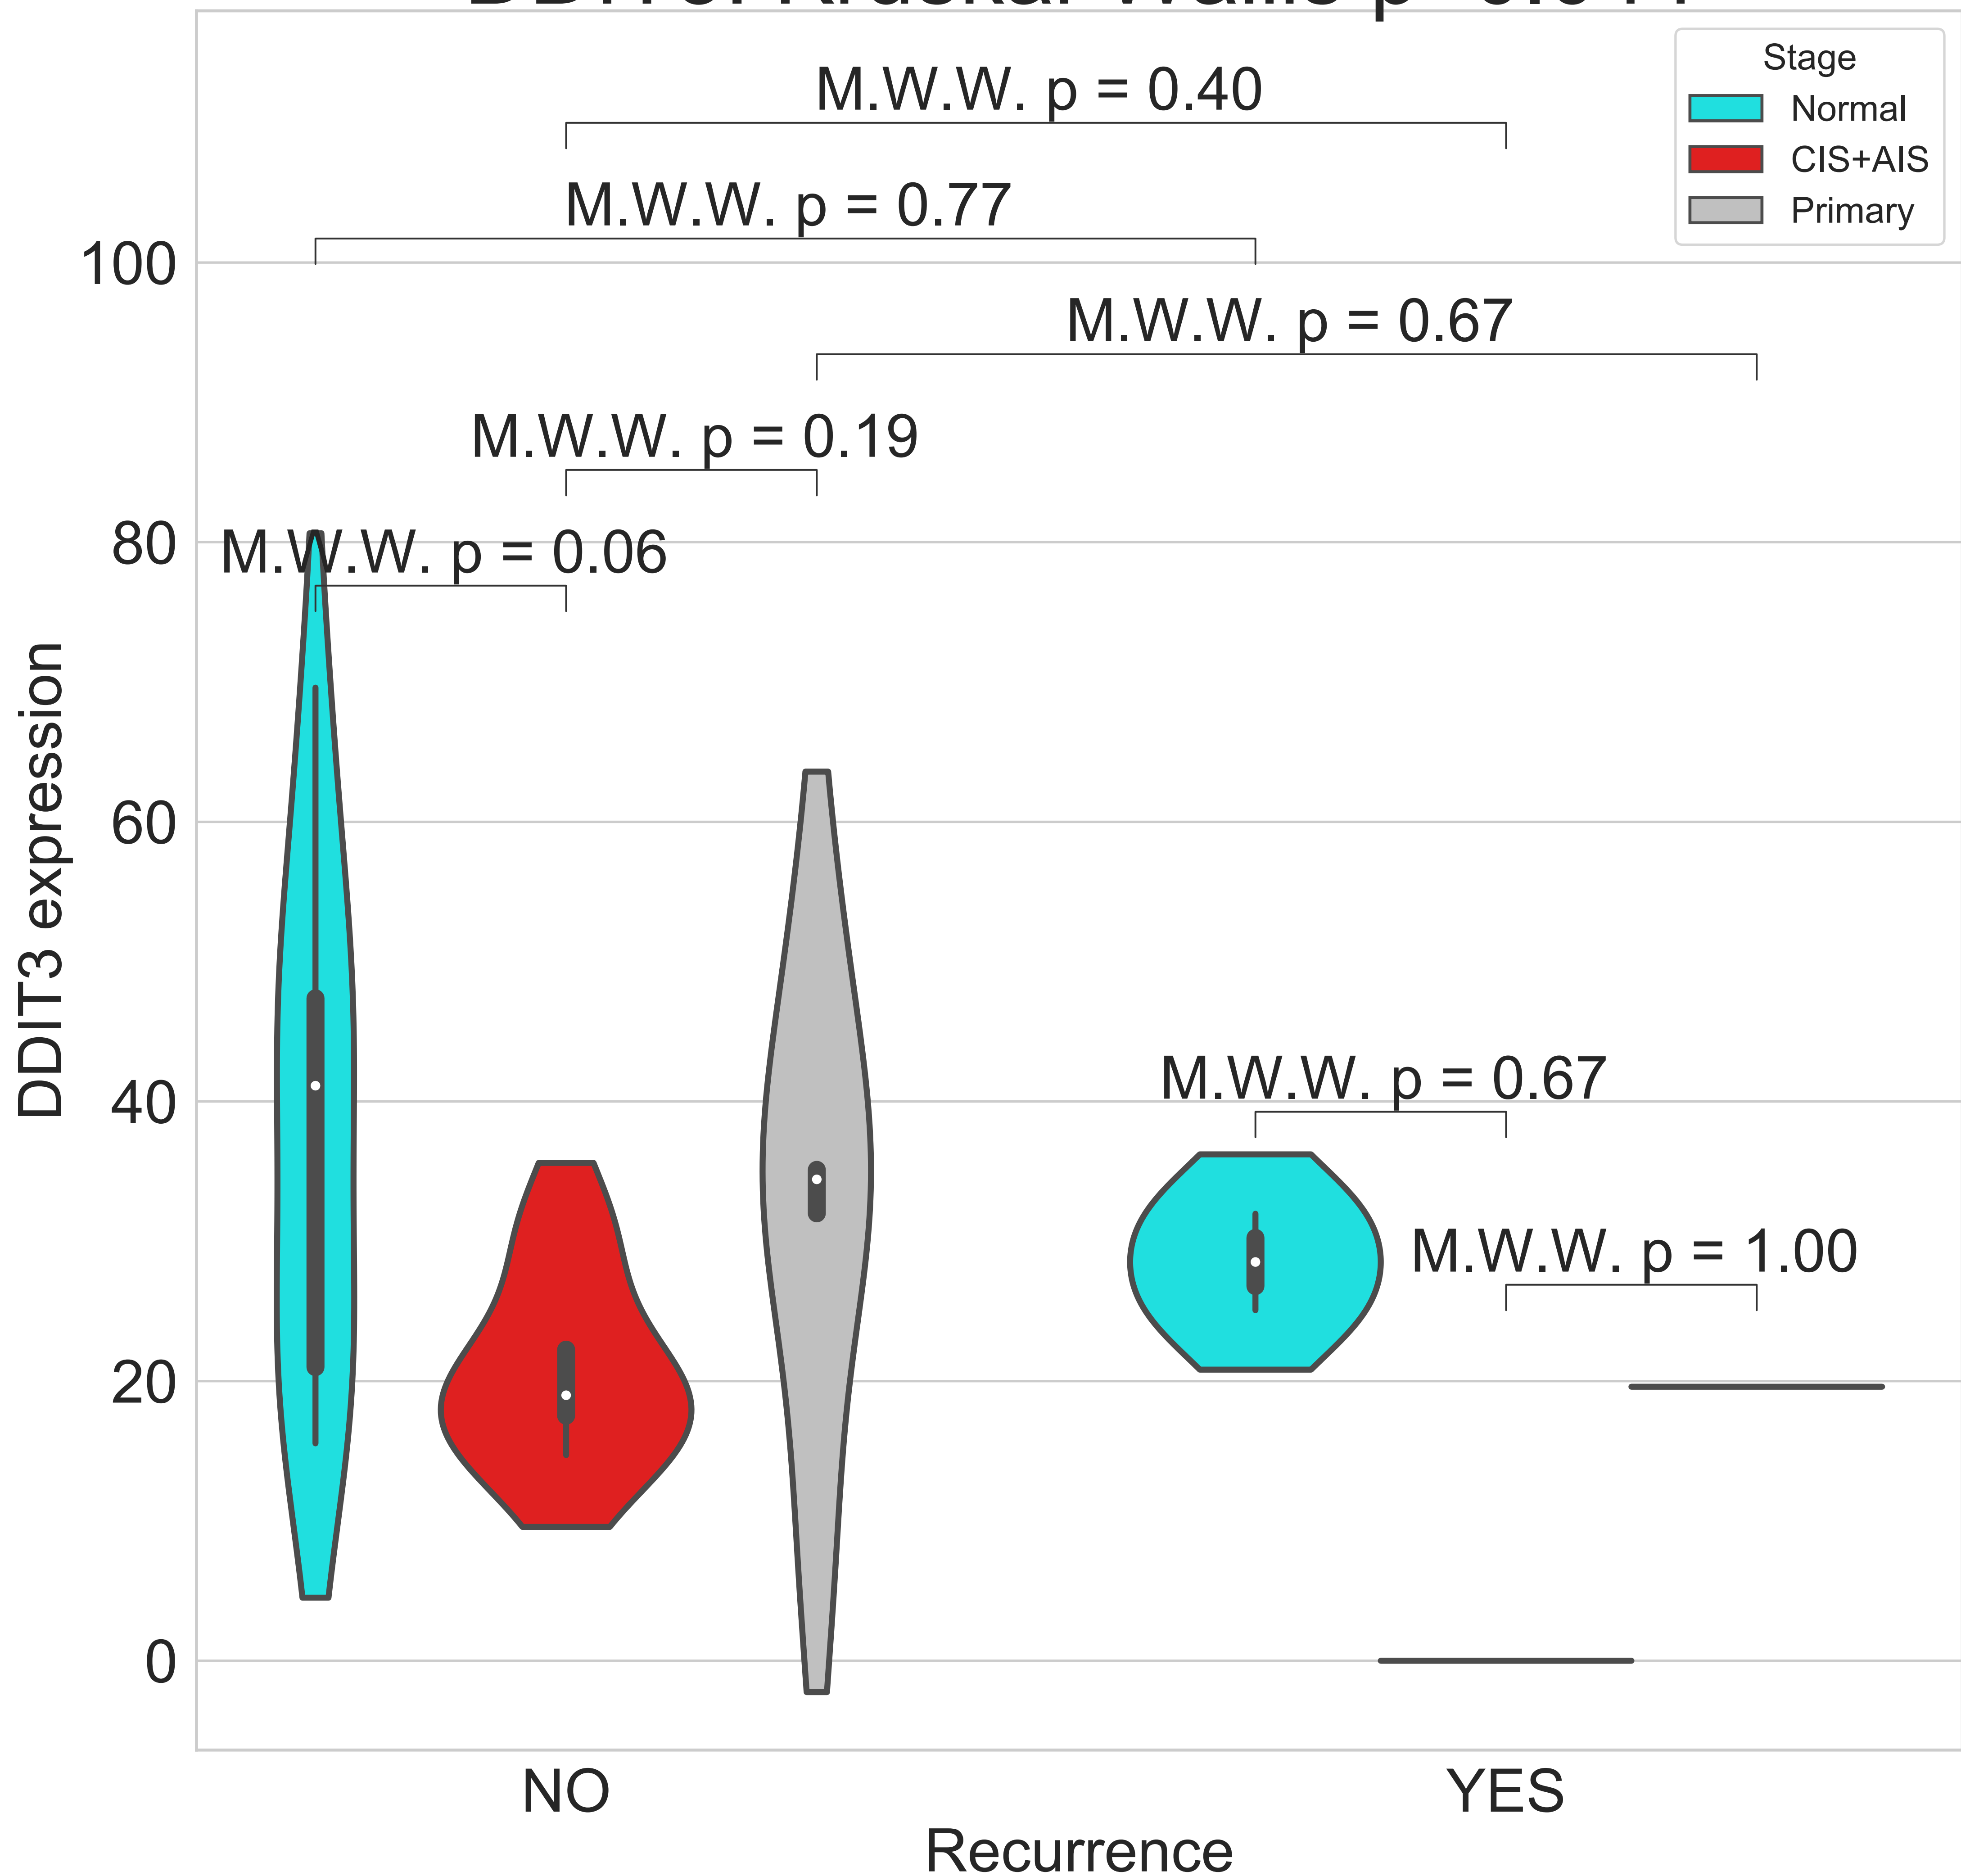 Stage
Normal
CIS+AIS
Primary
M.W.W. p = 0.40
M.W.W. p = 0.77
M.W.W. p = 0.67
M.W.W. p = 0.19
M.W.W. p = 0.06
M.W.W. p = 0.67
M.W.W. p = 1.00
DDIT3 expression
100
80
60
40
20
0
NO
YES
Recurrence